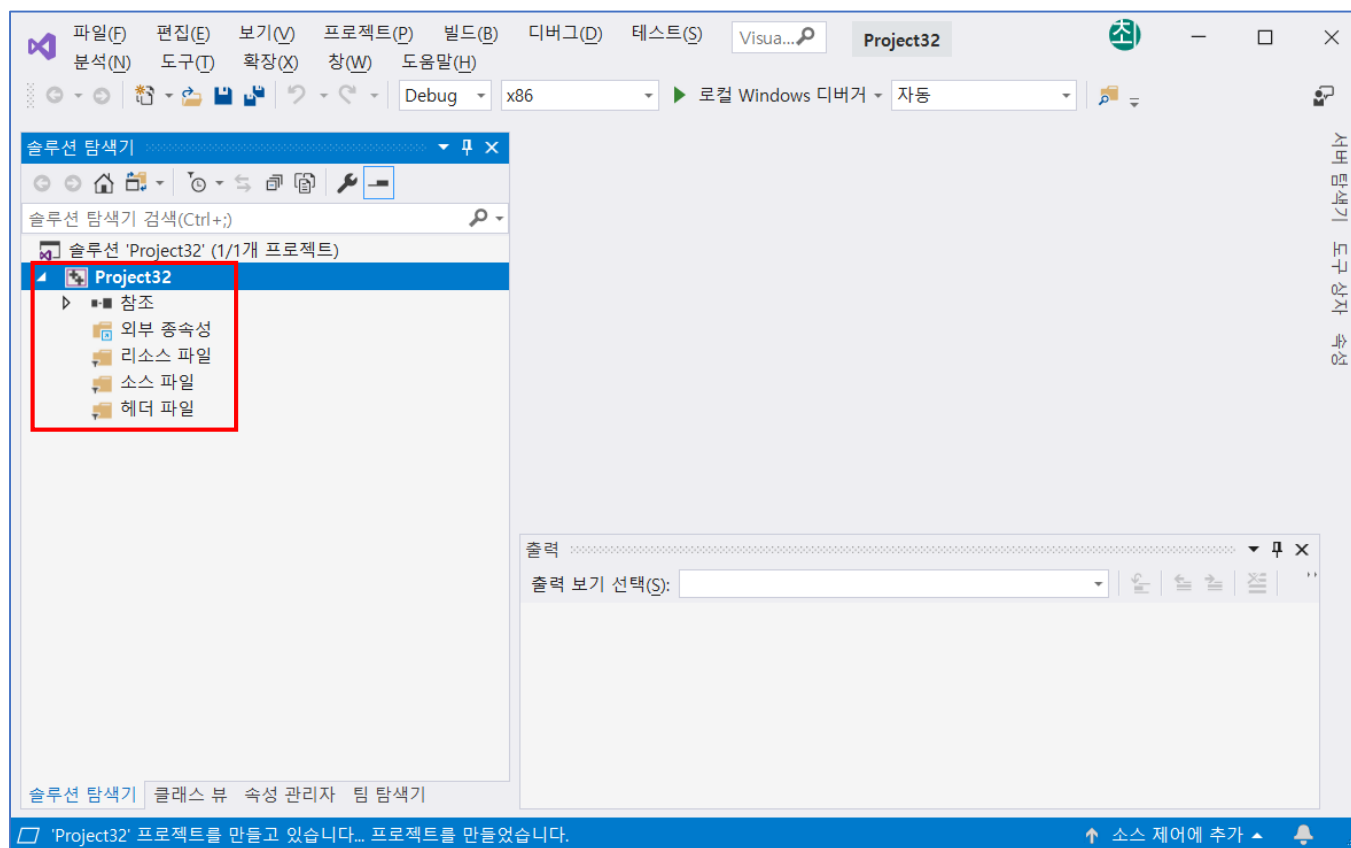 파일(F) 편집(E) 보기(V) 프로젝트(P) 빌드(B) 디버그(D) 테스트(S) Visua... Project32 최
분석(N) 도구(T) 확장(X) 창(W) 도움말(H)
Debug x86 로컬 Windows 디버거 자동
솔루션 탐색기
솔루션 탐색기 검색(Ctrl+;)
솔루션 'Project32' (1/1개 프로젝트)
Project32
참조
외부 종속성
리소스 파일
소스 파일
헤더 파일
서버 탐색기
도구 상자
속성
출력
출력 보기 선택(S):
솔루션 탐색기 클래스 뷰 속성 관리자 팀 탐색기
'Project32' 프로젝트를 만들고 있습니다... 프로젝트를 만들었습니다. 소스 제어에 추가